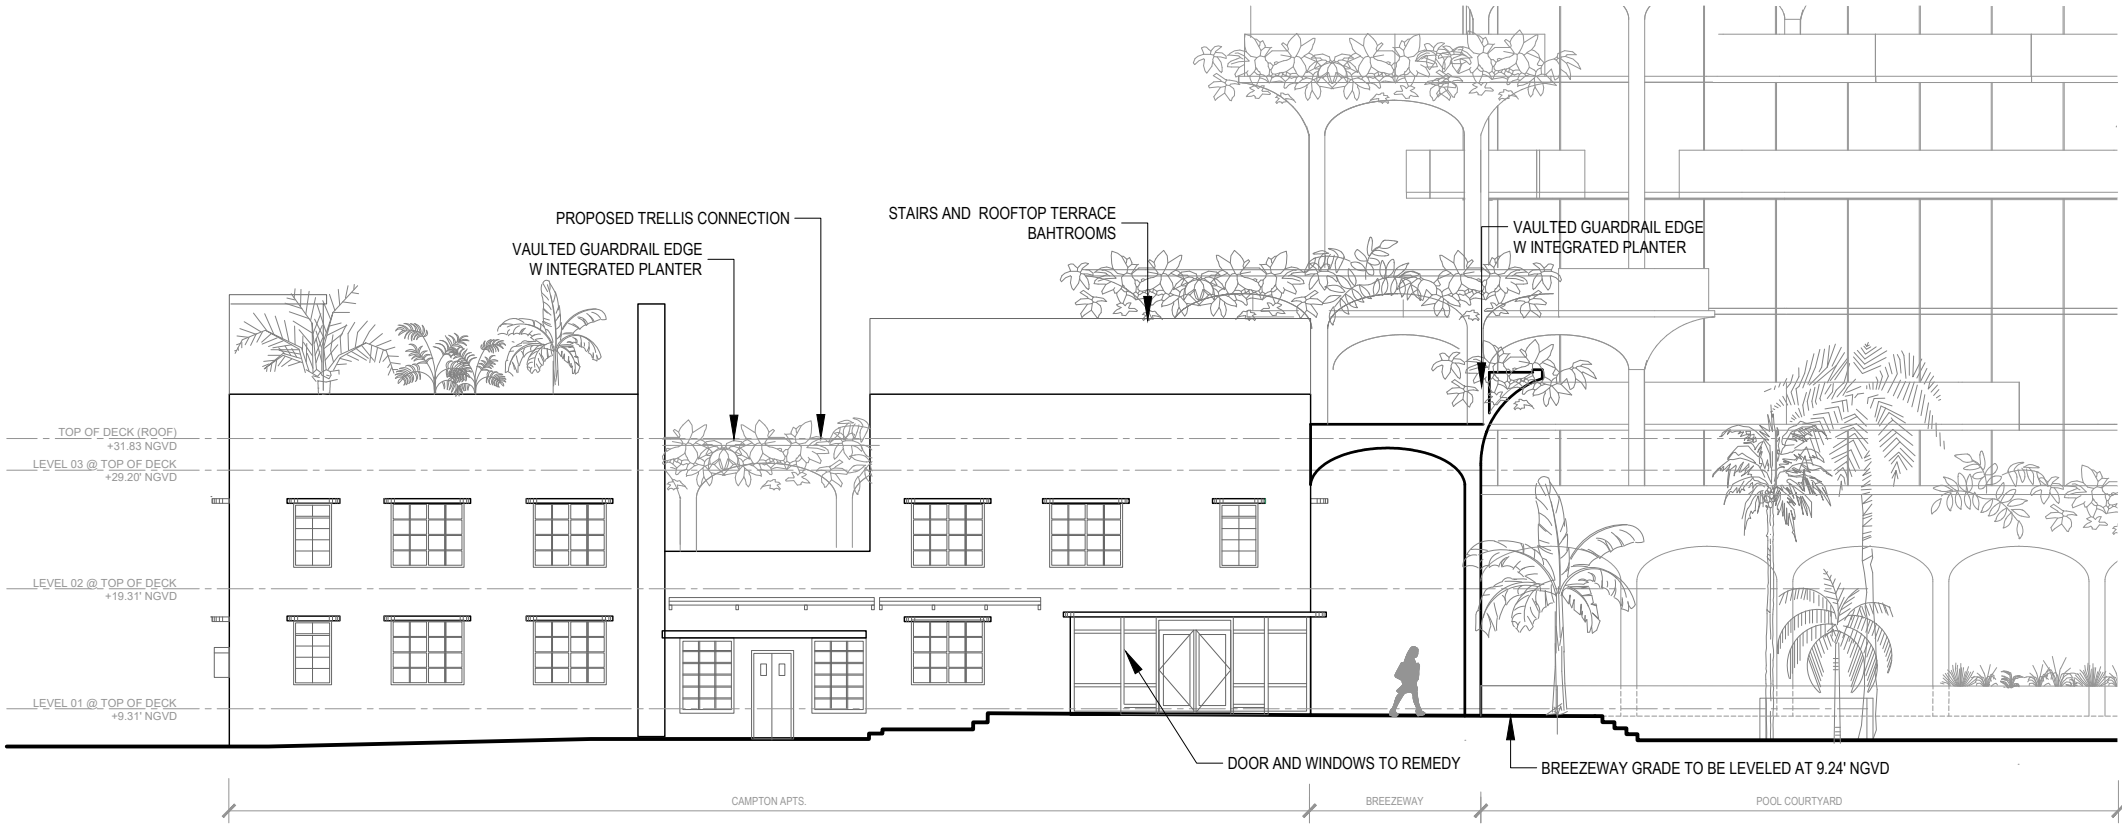 PROPOSED TRELLIS CONNECTION
VAULTED GUARDRAIL EDGE
W INTEGRATED PLANTER
STAIRS AND ROOFTOP TERRACE
BAHTROOMS
VAULTED GUARDRAIL EDGE
W INTEGRATED PLANTER
TOP OF DECK (ROOF)
+31.83 NGVD
LEVEL 03 @ TOP OF DECK
+29.20' NGVD
LEVEL 02 @ TOP OF DECK
+19.31' NGVD
LEVEL 01 @ TOP OF DECK
+9.31' NGVD
DOOR AND WINDOWS TO REMEDY
BREEZEWAY GRADE TO BE LEVELED AT 9.24' NGVD
CAMPTON APTS.
BREEZEWAY
POOL COURTYARD